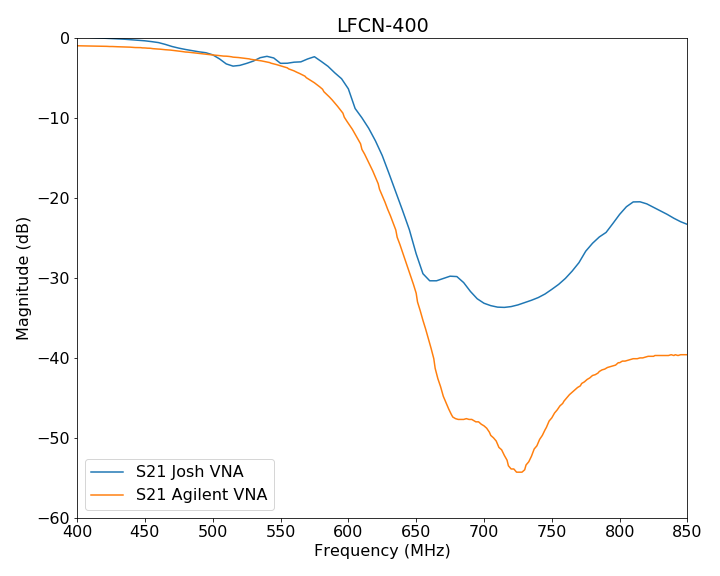 LFCN-400
Magnitude (dB)
0
−10
−20
−30
−40
−50
−60
S21 Josh VNA
S21 Agilent VNA
400 450 500 550 600 650 700 750 800 850
Frequency (MHz)